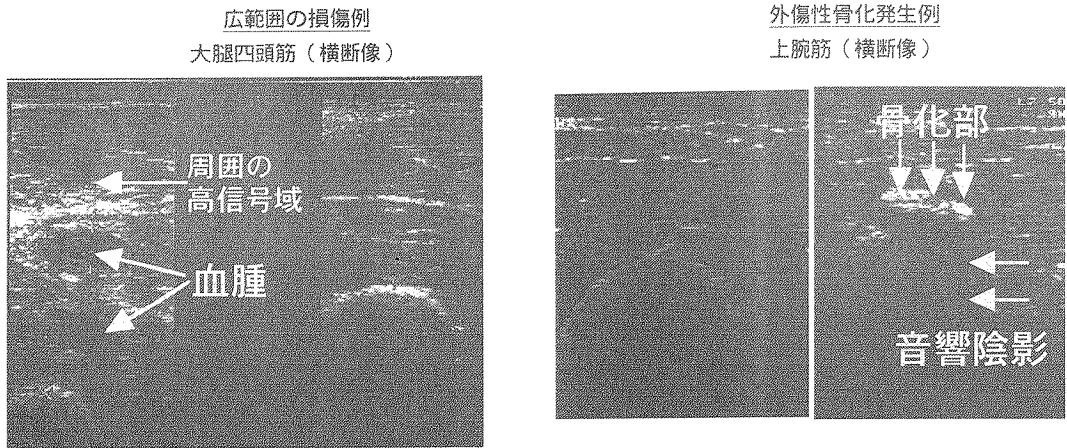 広範囲の損傷例
大腿四頭筋（横断像）
周囲の
高信号域
血腫
外傷性骨化発生例
上腕筋（横断像）
骨化部
音響陰影